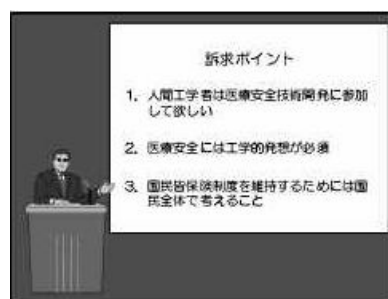 訴求ポイント
1. 人間工学者は医療安全技術開発に参加
して欲しい
2. 医療安全には工学的発想が必須
3. 国民皆保険制度を維持するためには国
民全体で考えること